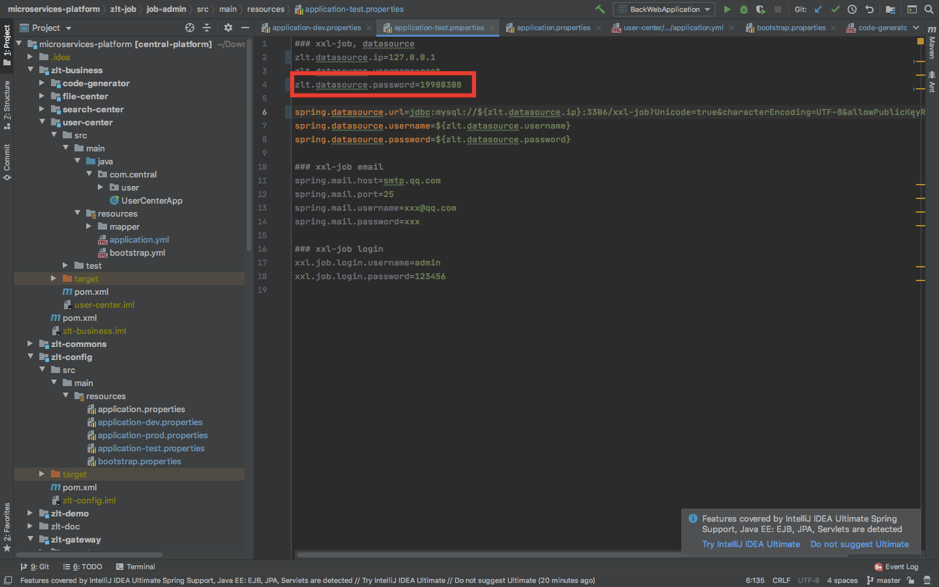 microservices-platform zlt-job job-admin src main resources application-test.properties
BackWebApplication Git:
Project
application-dev.properties application-test.properties application.properties user-center/.../application.yml bootstrap.properties code-generato
1: Project
7: Structure
Commit
2: Favorites
Maven
Ant
microservices-platform [central-platform] ~/Dow
.idea
zlt-business
code-generator
file-center
search-center
user-center
src
main
java
com.central
user
UserCenterApp
resources
mapper
application.yml
bootstrap.yml
test
target
pom.xml
user-center.iml
pom.xml
zlt-business.iml
zlt-commons
zlt-config
src
main
resources
application.properties
application-dev.properties
application-prod.properties
application-test.properties
bootstrap.properties
target
pom.xml
zlt-config.iml
zlt-demo
zlt-doc
zlt-gateway
1 ### xxl-job, datasource
2 zlt.datasource.ip=127.0.0.1
3
4 zlt.datasource.password=19980308
5
6 spring.datasource.url=jdbc:mysql://${zlt.datasource.ip}:3306/xxl-job?Unicode=true&characterEncoding=UTF-8&allowPublicKeyR
7 spring.datasource.username=${zlt.datasource.username}
8 spring.datasource.password=${zlt.datasource.password}
9
10 ### xxl-job email
11 spring.mail.host=smtp.qq.com
12 spring.mail.port=25
13 spring.mail.username=xxx@qq.com
14 spring.mail.password=xxx
15
16 ### xxl-job login
17 xxl.job.login.username=admin
18 xxl.job.login.password=123456
19
Features covered by IntelliJ IDEA Ultimate Spring
Support, Java EE: EJB, JPA, Servlets are detected
Try IntelliJ IDEA Ultimate Do not suggest Ultimate
9: Git 6: TODO Terminal Event Log
Features covered by IntelliJ IDEA Ultimate Spring Support, Java EE: EJB, JPA, Servlets are detected // Try IntelliJ IDEA Ultimate // Do not suggest Ultimate (20 minutes ago) 6:135 CRLF UTF-8 4 spaces master